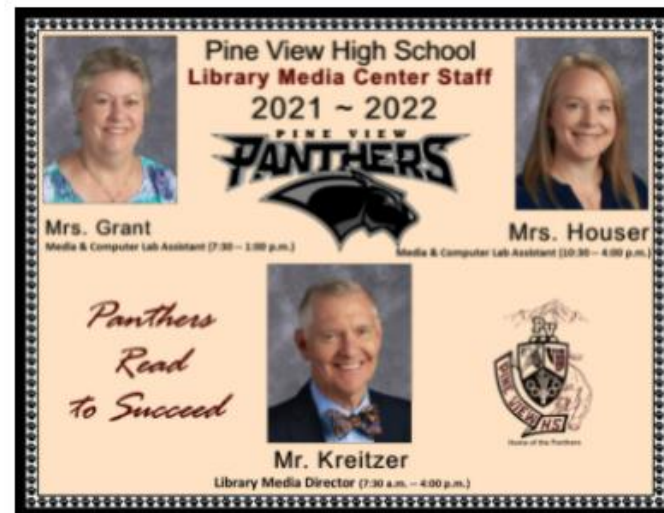 Pine View High School
Library Media Center Staff
2021 ~ 2022
PINE VIEW
PANTHERS
Mrs. Grant
Media & Computer Lab Assistant (7:30 – 1:00 p.m.)
Mrs. Houser
Media & Computer Lab Assistant (10:30 – 4:00 p.m.)
Panthers
Read
to Succeed
PV
PINE VIEW H.S.
Home of the Panthers
Mr. Kreitzer
Library Media Director (7:30 a.m. – 4:00 p.m.)